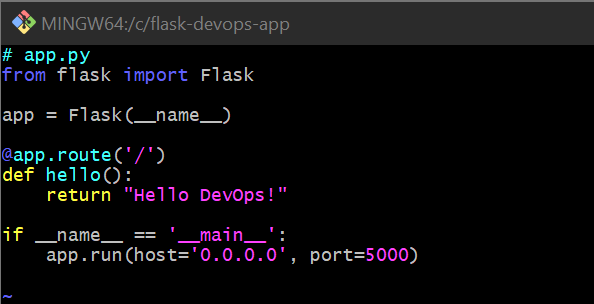 MINGW64:/c/flask-devops-app
# app.py
from flask import Flask
app = Flask(__name__)
@app.route('/')
def hello():
    return "Hello DevOps!"
if __name__ == '__main__':
    app.run(host='0.0.0.0', port=5000)
~